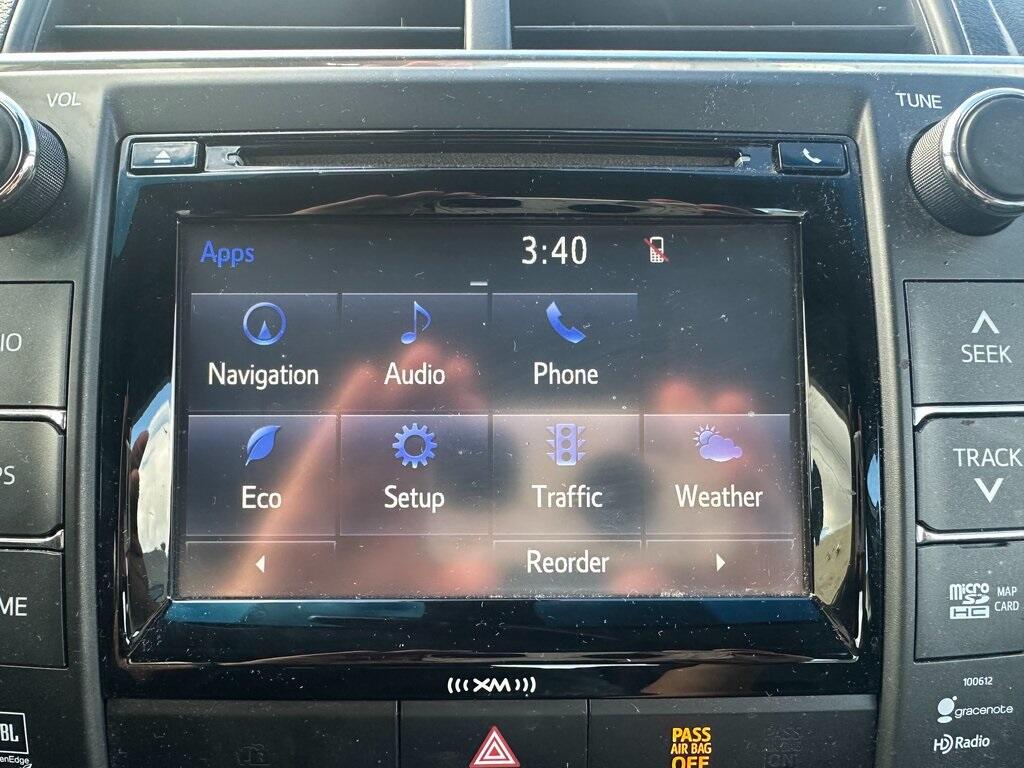 VOL
TUNE
Apps
3:40
Navigation
Audio
Phone
IO
SEEK
Eco
Setup
Traffic
Weather
PS
TRACK
Reorder
ME
micro SD HC
MAP CARD
((( XM )))
100612
gracenote
HD Radio
JBL
enEdge
PASS
AIR BAG
OFF